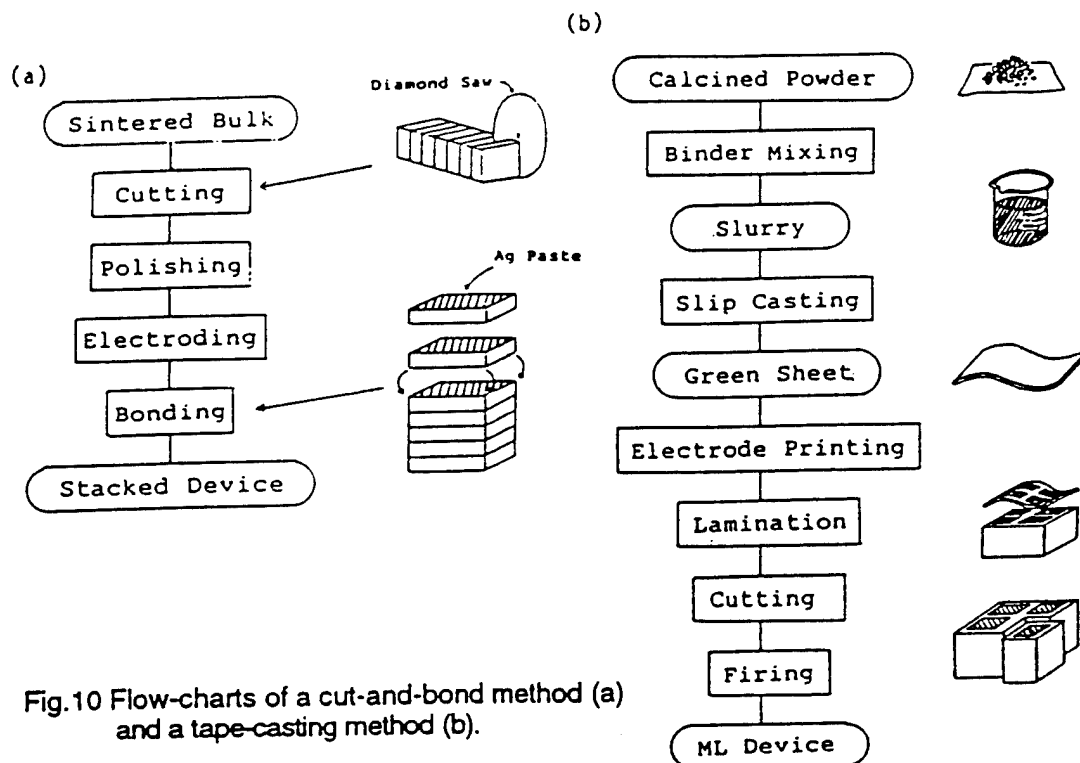 (a)
Diamond Saw
Sintered Bulk
Cutting
Polishing
Ag Paste
Electroding
Bonding
Stacked Device
(b)
Calcined Powder
Binder Mixing
Slurry
Slip Casting
Green Sheet
Electrode Printing
Lamination
Cutting
Firing
ML Device
Fig.10 Flow-charts of a cut-and-bond method (a)
and a tape-casting method (b).